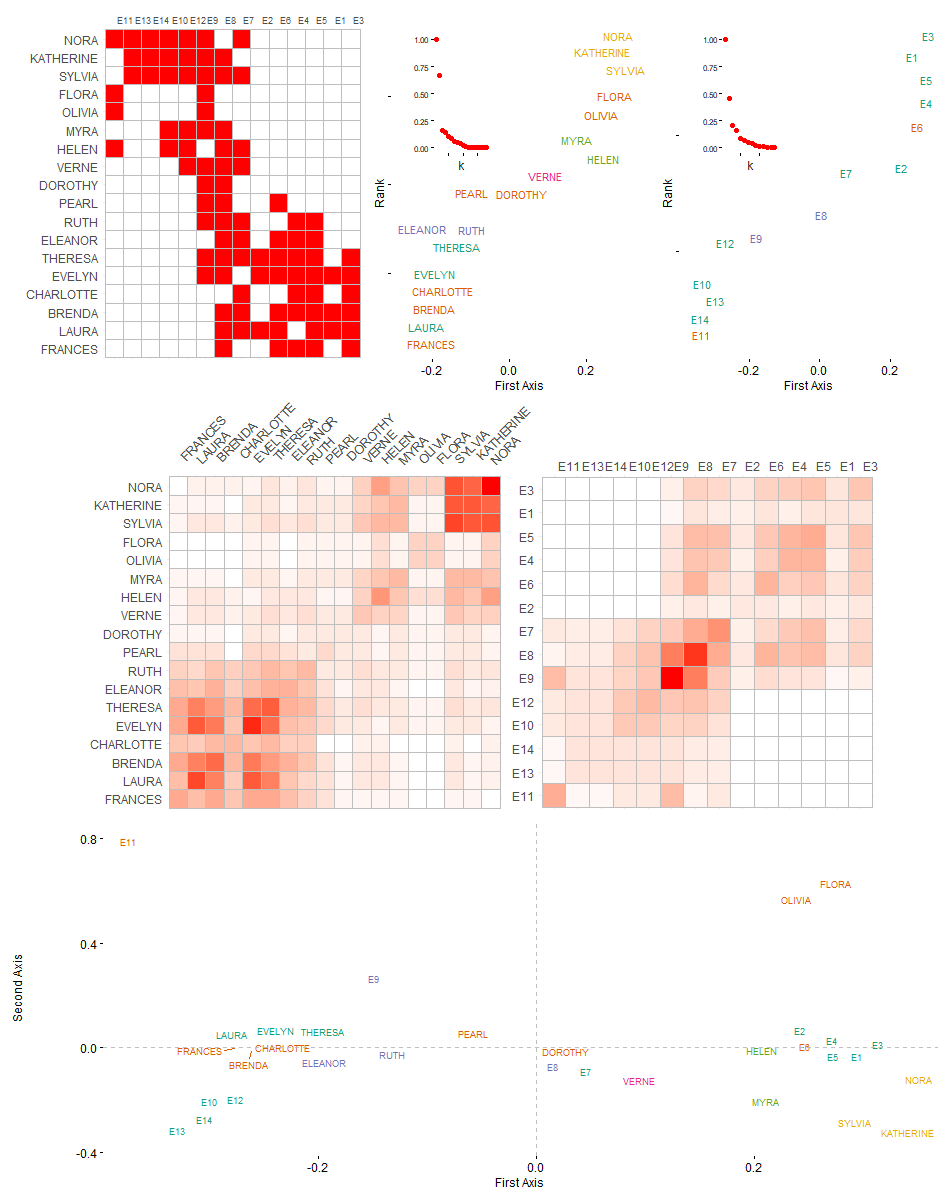 E11 E13 E14 E10 E12 E9 E8 E7 E2 E6 E4 E5 E1 E3
NORA
KATHERINE
SYLVIA
FLORA
OLIVIA
MYRA
HELEN
VERNE
DOROTHY
PEARL
RUTH
ELEANOR
THERESA
EVELYN
CHARLOTTE
BRENDA
LAURA
FRANCES
Rank
1.00
0.75
0.50
0.25
0.00
k
NORA
KATHERINE
SYLVIA
FLORA
OLIVIA
MYRA
HELEN
VERNE
PEARL DOROTHY
ELEANOR RUTH
THERESA
EVELYN
CHARLOTTE
BRENDA
LAURA
FRANCES
-0.2 0.0 0.2
First Axis
Rank
1.00
0.75
0.50
0.25
0.00
k
E3
E1
E5
E4
E6
E2
E7
E8
E9
E12
E10
E13
E14
E11
-0.2 0.0 0.2
First Axis
FRANCES LAURA BRENDA CHARLOTTE EVELYN THERESA ELEANOR RUTH PEARL DOROTHY VERNE HELEN MYRA OLIVIA FLORA SYLVIA KATHERINE NORA
NORA
KATHERINE
SYLVIA
FLORA
OLIVIA
MYRA
HELEN
VERNE
DOROTHY
PEARL
RUTH
ELEANOR
THERESA
EVELYN
CHARLOTTE
BRENDA
LAURA
FRANCES
E11 E13 E14 E10 E12 E9 E8 E7 E2 E6 E4 E5 E1 E3
E3
E1
E5
E4
E6
E2
E7
E8
E9
E12
E10
E14
E13
E11
Second Axis
0.8
0.4
0.0
-0.4
E11
FLORA
OLIVIA
E9
LAURA EVELYN THERESA PEARL E2
FRANCES CHARLOTTE DOROTHY HELEN E6 E4 E3
BRENDA ELEANOR RUTH E8 E7 E5 E1
VERNE NORA
E10 E12 MYRA
E14 SYLVIA
E13 KATHERINE
-0.2 0.0 0.2
First Axis